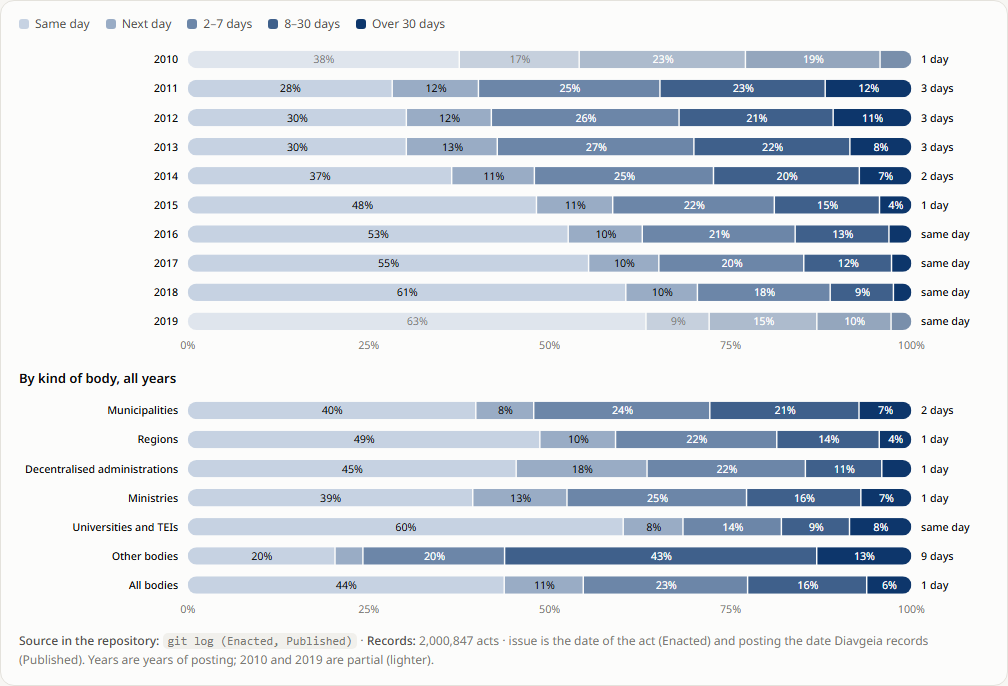 Same day Next day 2–7 days 8–30 days Over 30 days
2010 38% 17% 23% 19% 1 day
2011 28% 12% 25% 23% 12% 3 days
2012 30% 12% 26% 21% 11% 3 days
2013 30% 13% 27% 22% 8% 3 days
2014 37% 11% 25% 20% 7% 2 days
2015 48% 11% 22% 15% 4% 1 day
2016 53% 10% 21% 13% same day
2017 55% 10% 20% 12% same day
2018 61% 10% 18% 9% same day
2019 63% 9% 15% 10% same day
0% 25% 50% 75% 100%
By kind of body, all years
Municipalities 40% 8% 24% 21% 7% 2 days
Regions 49% 10% 22% 14% 4% 1 day
Decentralised administrations 45% 18% 22% 11% 1 day
Ministries 39% 13% 25% 16% 7% 1 day
Universities and TEIs 60% 8% 14% 9% 8% same day
Other bodies 20% 20% 43% 13% 9 days
All bodies 44% 11% 23% 16% 6% 1 day
0% 25% 50% 75% 100%
Source in the repository: git log (Enacted, Published) · Records: 2,000,847 acts · issue is the date of the act (Enacted) and posting the date Diavgeia records
(Published). Years are years of posting; 2010 and 2019 are partial (lighter).